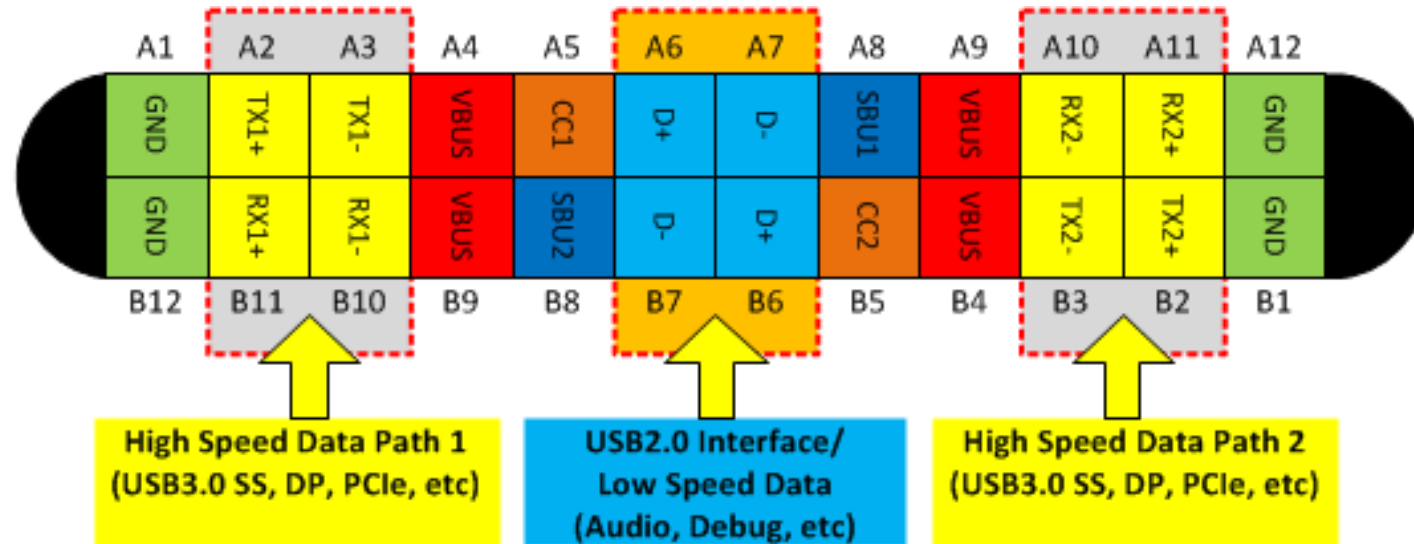 A1 A2 A3 A4 A5 A6 A7 A8 A9 A10 A11 A12
GND TX1+ TX1- VBUS CC1 D+ D- SBU1 VBUS RX2- RX2+ GND
GND RX1+ RX1- VBUS SBU2 D- D+ CC2 VBUS TX2- TX2+ GND
B12 B11 B10 B9 B8 B7 B6 B5 B4 B3 B2 B1
High Speed Data Path 1
(USB3.0 SS, DP, PCIe, etc)
USB2.0 Interface/
Low Speed Data
(Audio, Debug, etc)
High Speed Data Path 2
(USB3.0 SS, DP, PCIe, etc)